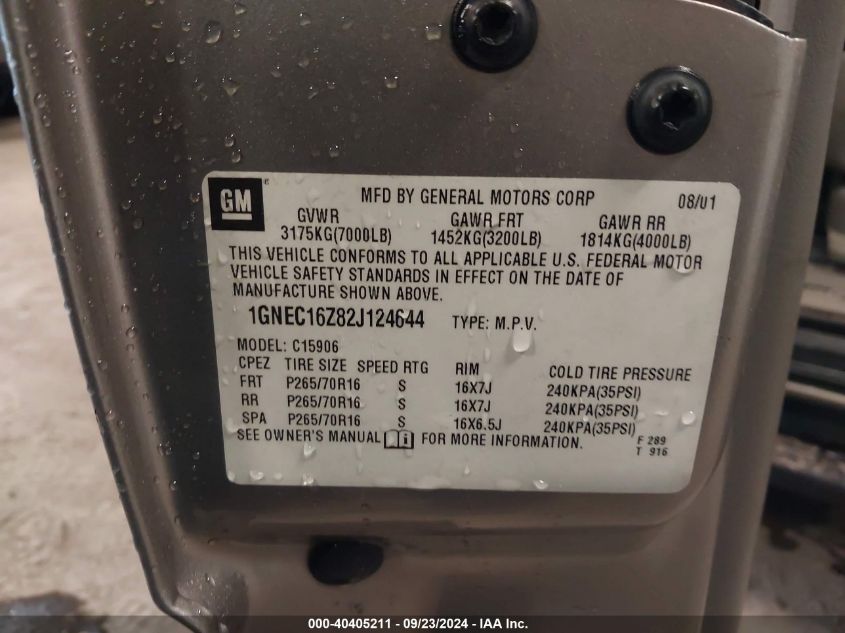 GM
MFD BY GENERAL MOTORS CORP 08/01
GVWR GAWR FRT GAWR RR
3175KG(7000LB) 1452KG(3200LB) 1814KG(4000LB)
THIS VEHICLE CONFORMS TO ALL APPLICABLE U.S. FEDERAL MOTOR
VEHICLE SAFETY STANDARDS IN EFFECT ON THE DATE OF
MANUFACTURE SHOWN ABOVE.
1GNEC16Z82J124644 TYPE: M.P.V.
MODEL: C15906
CPEZ TIRE SIZE SPEED RTG RIM COLD TIRE PRESSURE
FRT P265/70R16 S 16X7J 240KPA(35PSI)
RR P265/70R16 S 16X7J 240KPA(35PSI)
SPA P265/70R16 S 16X6.5J 240KPA(35PSI)
SEE OWNER'S MANUAL FOR MORE INFORMATION.
F 289
T 916
000-40405211 - 09/23/2024 - IAA Inc.